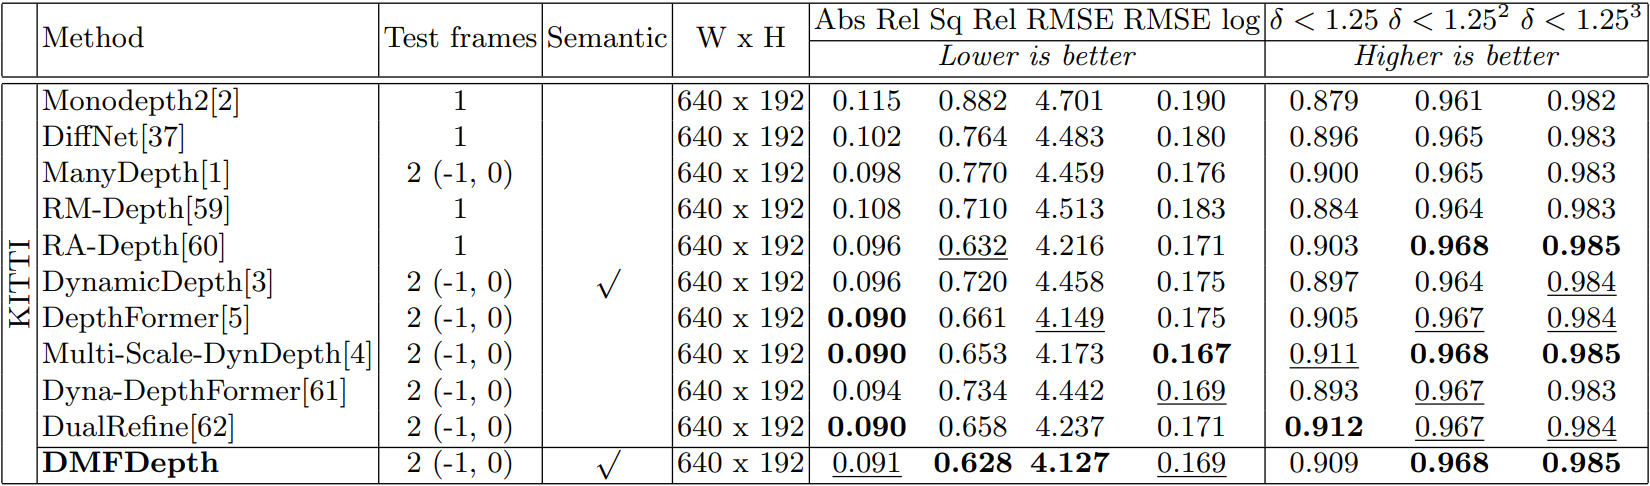 Method Test frames Semantic W x H Abs Rel Sq Rel RMSE RMSE log δ < 1.25 δ < 1.25² δ < 1.25³
Lower is better Higher is better
KITTI
Monodepth2[2] 1 640 x 192 0.115 0.882 4.701 0.190 0.879 0.961 0.982
DiffNet[37] 1 640 x 192 0.102 0.764 4.483 0.180 0.896 0.965 0.983
ManyDepth[1] 2 (-1, 0) 640 x 192 0.098 0.770 4.459 0.176 0.900 0.965 0.983
RM-Depth[59] 1 640 x 192 0.108 0.710 4.513 0.183 0.884 0.964 0.983
RA-Depth[60] 1 640 x 192 0.096 0.632 4.216 0.171 0.903 0.968 0.985
DynamicDepth[3] 2 (-1, 0) √ 640 x 192 0.096 0.720 4.458 0.175 0.897 0.964 0.984
DepthFormer[5] 2 (-1, 0) 640 x 192 0.090 0.661 4.149 0.175 0.905 0.967 0.984
Multi-Scale-DynDepth[4] 2 (-1, 0) 640 x 192 0.090 0.653 4.173 0.167 0.911 0.968 0.985
Dyna-DepthFormer[61] 2 (-1, 0) 640 x 192 0.094 0.734 4.442 0.169 0.893 0.967 0.983
DualRefine[62] 2 (-1, 0) 640 x 192 0.090 0.658 4.237 0.171 0.912 0.967 0.984
DMFDepth 2 (-1, 0) √ 640 x 192 0.091 0.628 4.127 0.169 0.909 0.968 0.985